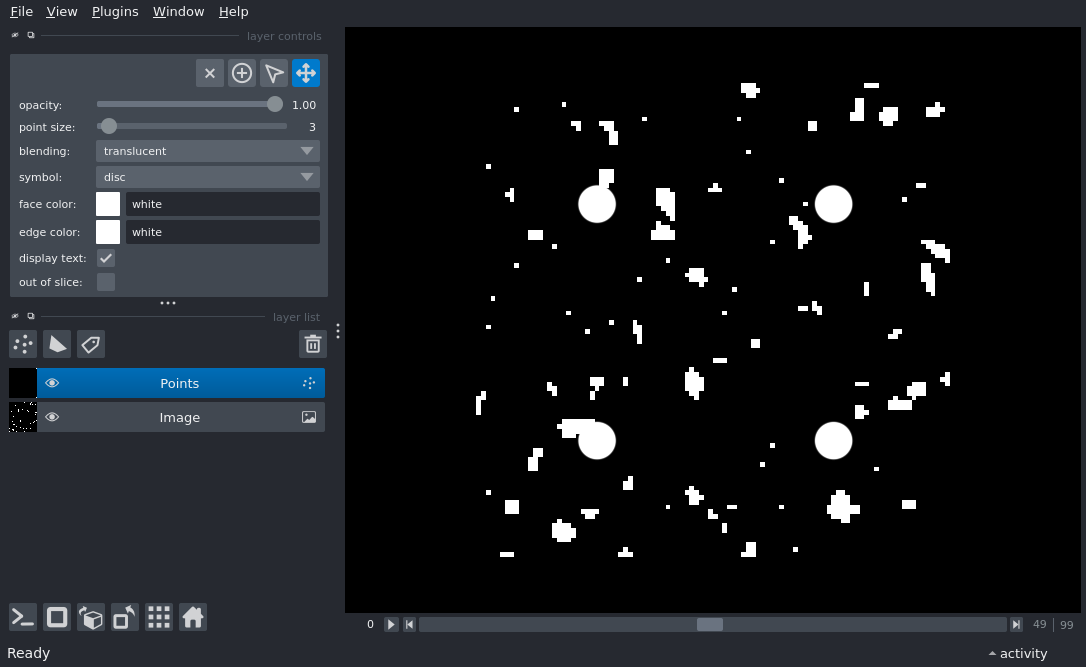 File View Plugins Window Help
layer controls
opacity: 1.00
point size: 3
blending: translucent
symbol: disc
face color: white
edge color: white
display text:
out of slice:
layer list
Points
Image
0 49 | 99
Ready activity